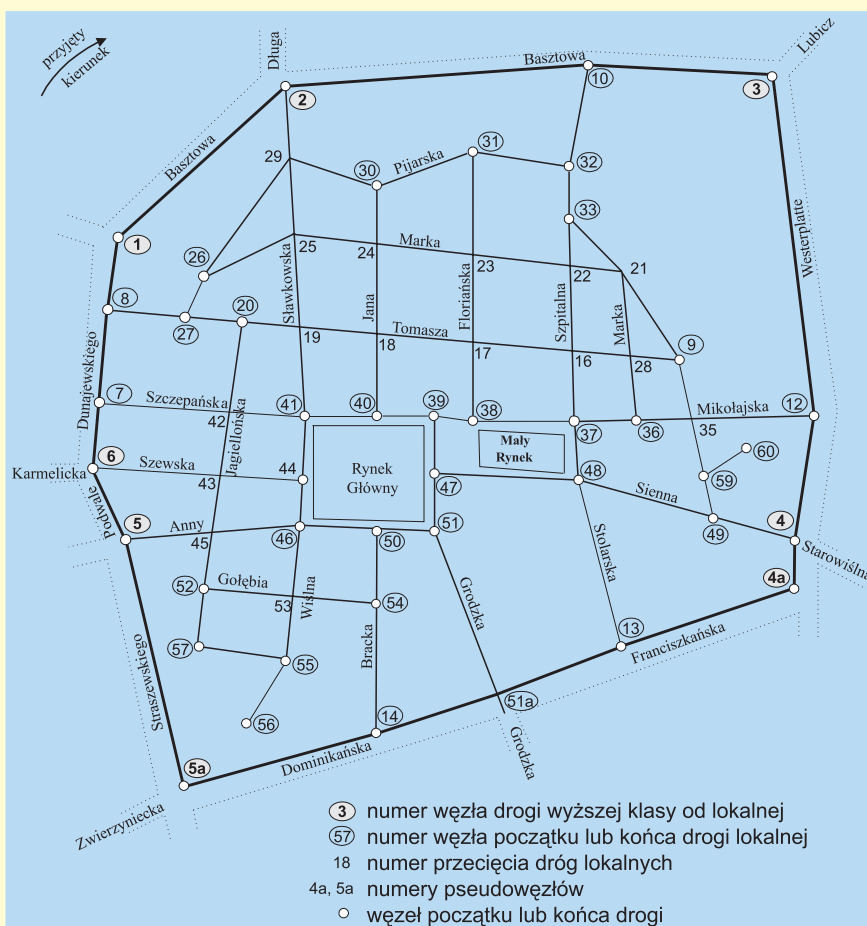 przyjęty
kierunek
Długa
Lubicz
Basztowa
10
2
3
Basztowa
31
Pijarska
32
29
30
33
Westerplatte
1
26
25
Marka
24
23
22
21
Sławkowska
Jana
Floriańska
Szpitalna
Marka
8
27
20
19
Tomasza
18
17
16
28
9
Dunajewskiego
7
Szczepańska
42
Jagiellońska
41
40
39
38
37
36
Mikołajska
35
12
Mały
Rynek
60
59
Karmelicka
6
Szewska
43
44
Rynek
Główny
47
48
Sienna
49
4
Starowiślna
Podwale
5
Anny
45
46
50
51
Stolarska
4a
52
Gołębia
53
Wiślna
54
Grodzka
13
Franciszkańska
57
55
Bracka
Straszewskiego
56
14
51a
Grodzka
5a
Dominikańska
Zwierzyniecka
3 numer węzła drogi wyższej klasy od lokalnej
57 numer węzła początku lub końca drogi lokalnej
18 numer przecięcia dróg lokalnych
4a, 5a numery pseudowęzłów
węzeł początku lub końca drogi